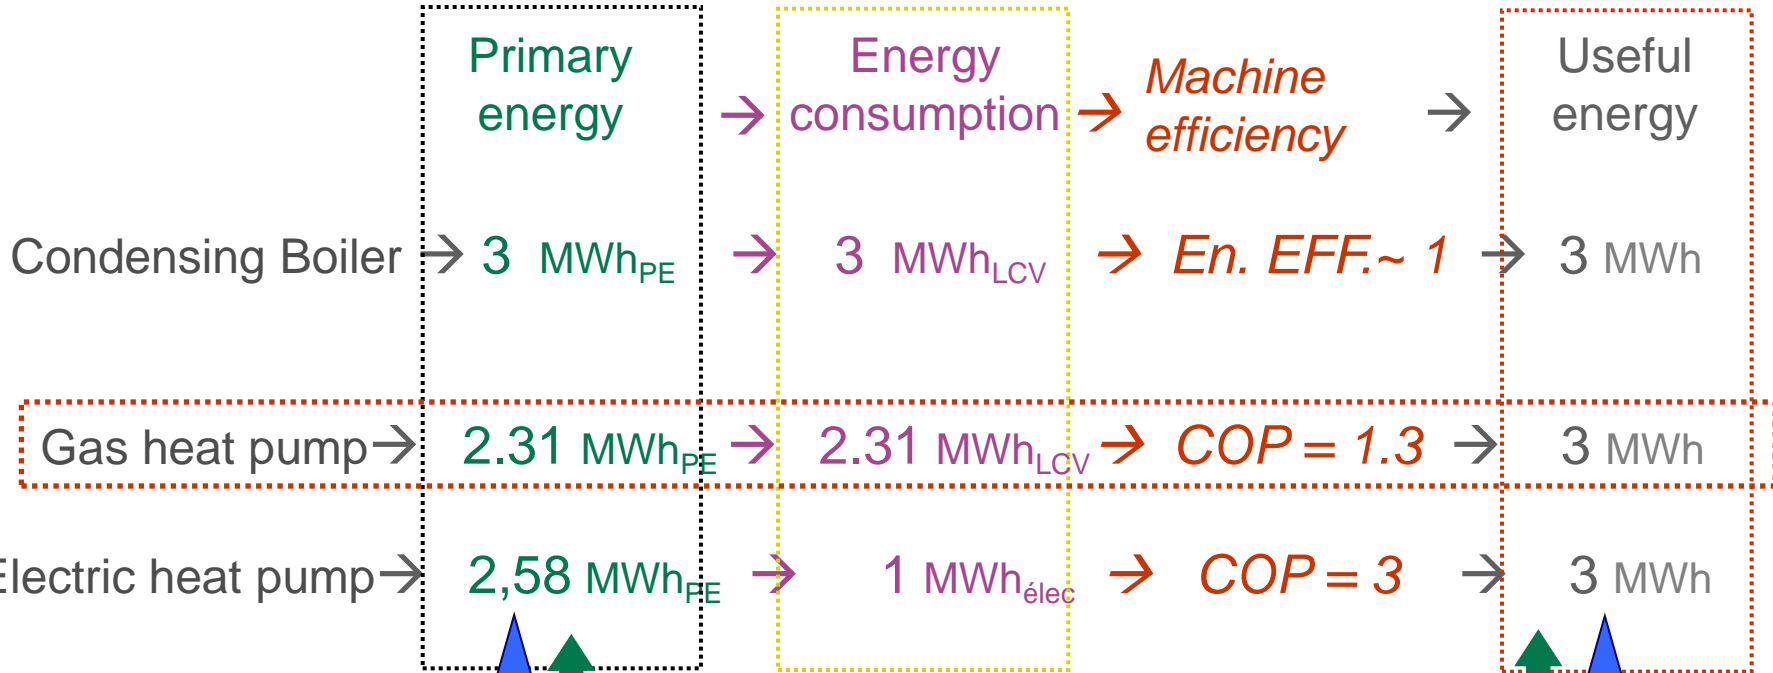 Primary energy → Energy consumption → Machine efficiency → Useful energy
Condensing Boiler → 3 MWhPE → 3 MWhLCV → En. EFF.~ 1 → 3 MWh
Gas heat pump → 2.31 MWhPE → 2.31 MWhLCV → COP = 1.3 → 3 MWh
Electric heat pump → 2,58 MWhPE → 1 MWhélec → COP = 3 → 3 MWh